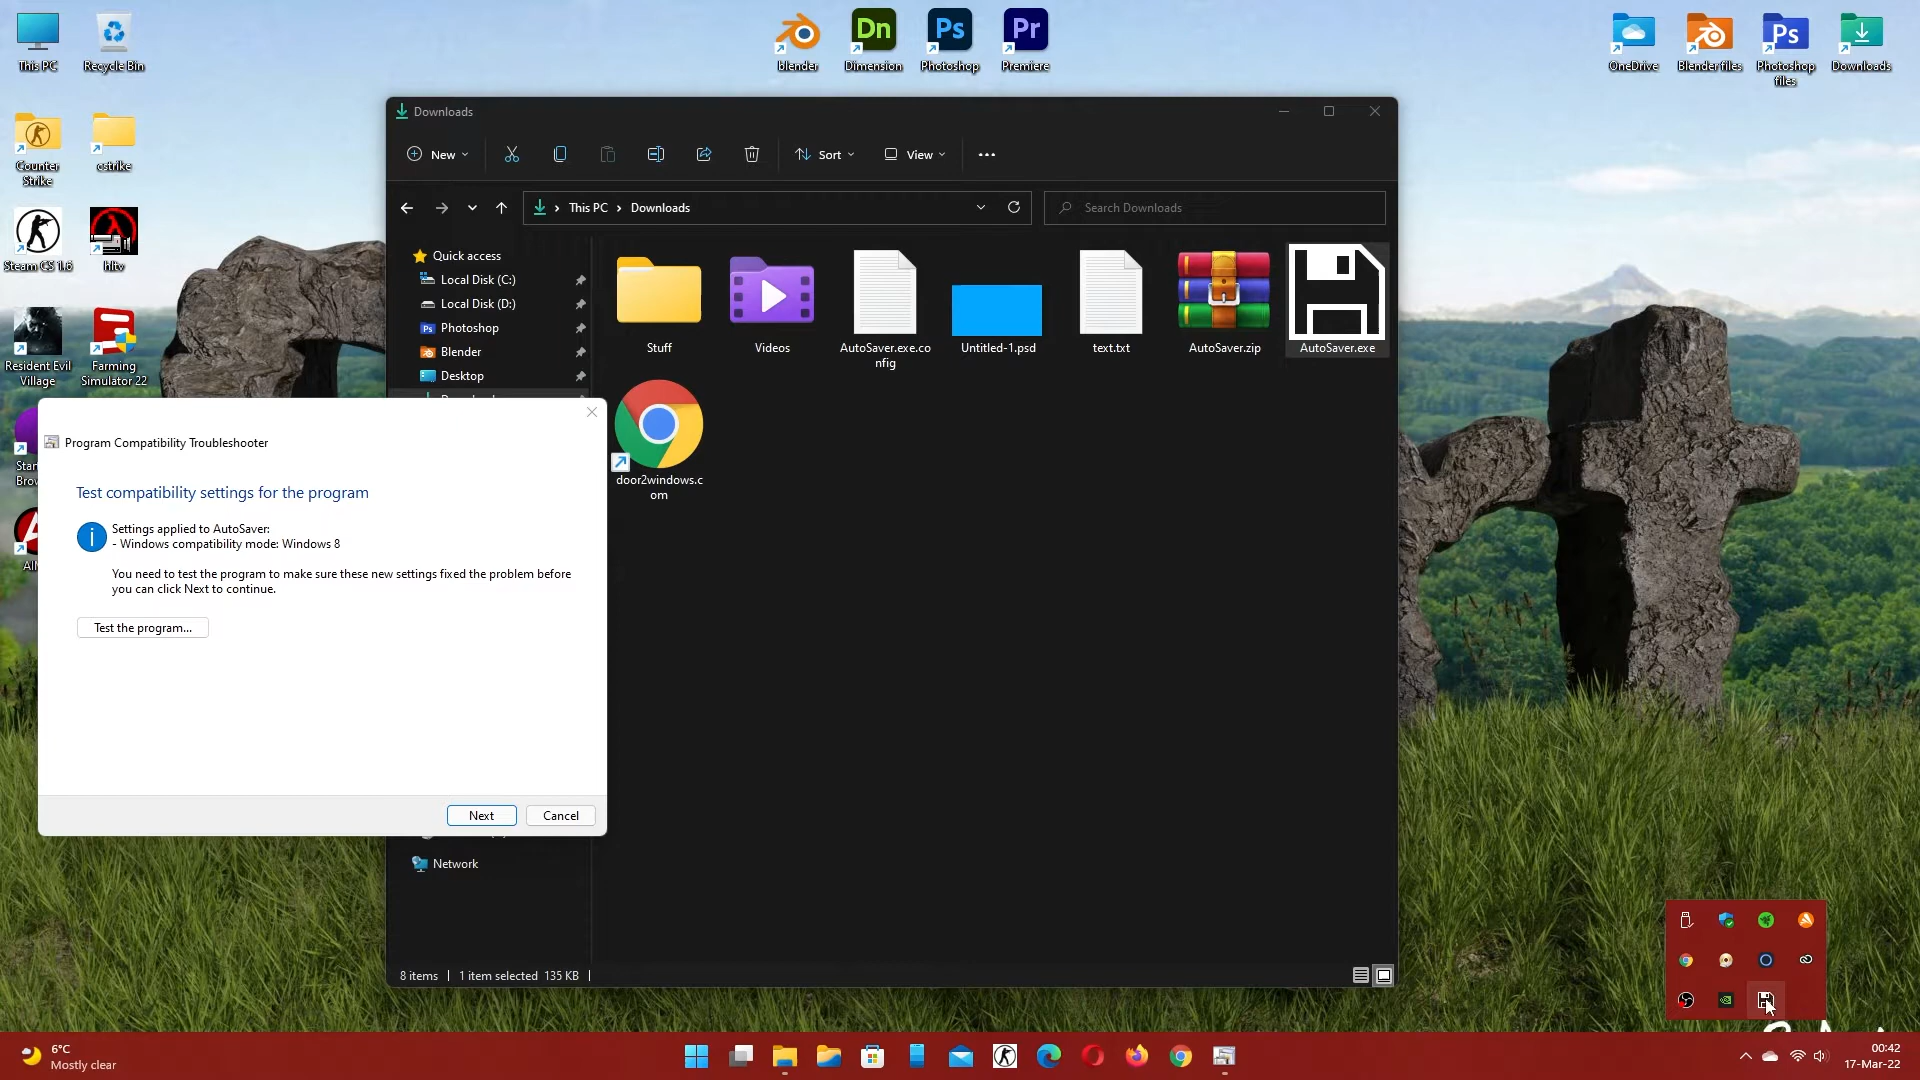 This PC
Recycle Bin
blender
Dimension
Photoshop
Premiere
OneDrive
Blender files
Photoshop
files
Downloads
Dn
Ps
Pr
Ps
Counter
Strike
cstrike
Steam CS 1.6
hltv
Resident Evil
Village
Farming
Simulator 22
Downloads
New
Sort
View
This PC
Downloads
Search Downloads
Quick access
Local Disk (C:)
Local Disk (D:)
Ps
Photoshop
Blender
Desktop
Stuff
Videos
AutoSaver.exe.co
nfig
Untitled-1.psd
text.txt
AutoSaver.zip
AutoSaver.exe
door2windows.c
om
Program Compatibility Troubleshooter
Test compatibility settings for the program
Settings applied to AutoSaver:
- Windows compatibility mode: Windows 8
You need to test the program to make sure these new settings fixed the problem before
you can click Next to continue.
Test the program...
Next
Cancel
Network
8 items
1 item selected 135 KB
6°C
Mostly clear
00:42
17-Mar-22